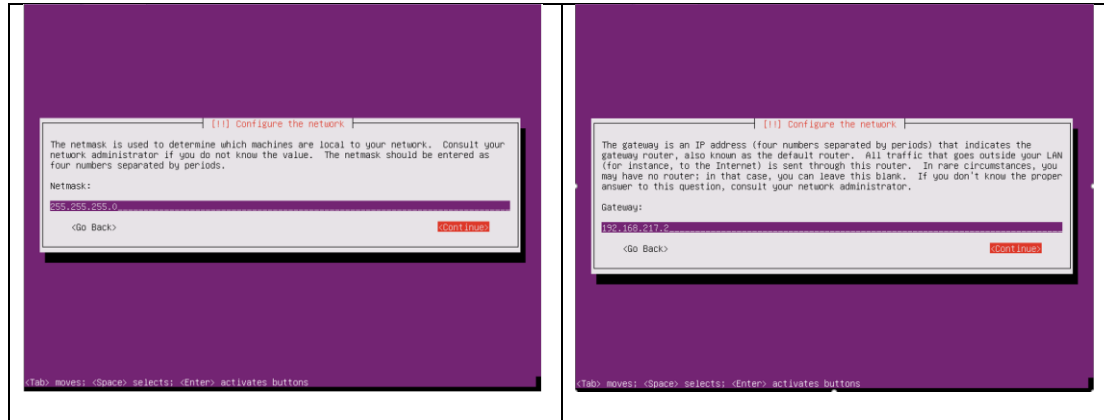 [!!] Configure the network
The netmask is used to determine which machines are local to your network.  Consult your
network administrator if you do not know the value.  The netmask should be entered as
four numbers separated by periods.
Netmask:
255.255.255.0
<Go Back>
<Continue>
<Tab> moves; <Space> selects; <Enter> activates buttons
[!!] Configure the network
The gateway is an IP address (four numbers separated by periods) that indicates the
gateway router, also known as the default router.  All traffic that goes outside your LAN
(for instance, to the Internet) is sent through this router.  In rare circumstances, you
may have no router; in that case, you can leave this blank.  If you don't know the proper
answer to this question, consult your network administrator.
Gateway:
192.168.217.2
<Go Back>
<Continue>
<Tab> moves; <Space> selects; <Enter> activates buttons